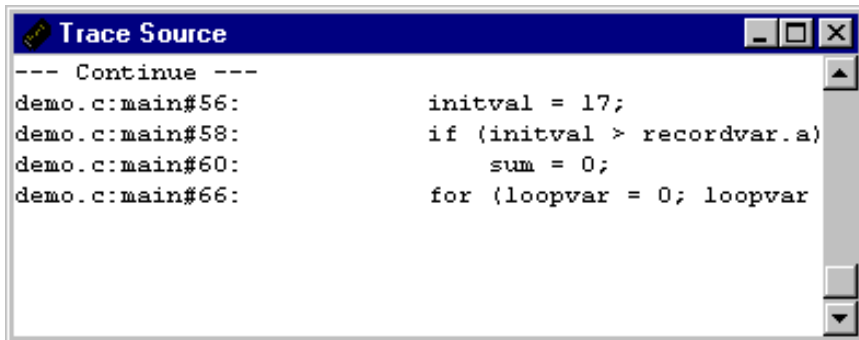 Trace Source
--- Continue ---
demo.c:main#56: initval = 17;
demo.c:main#58: if (initval > recordvar.a)
demo.c:main#60: sum = 0;
demo.c:main#66: for (loopvar = 0; loopvar